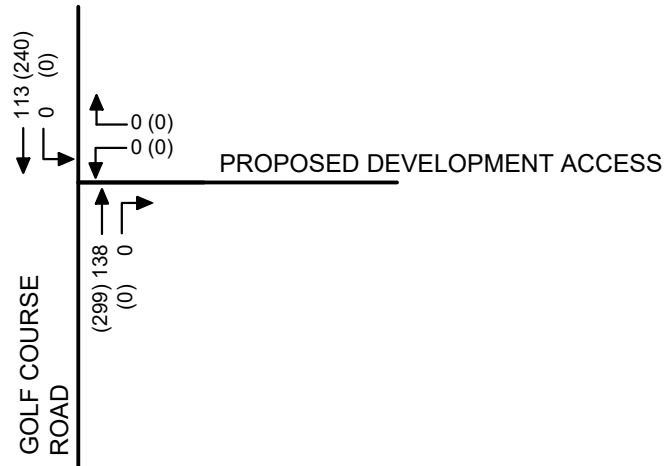 113 (240)
0 (0)
0 (0)
0 (0)
PROPOSED DEVELOPMENT ACCESS
(299) 138
(0) 0
GOLF COURSE
ROAD